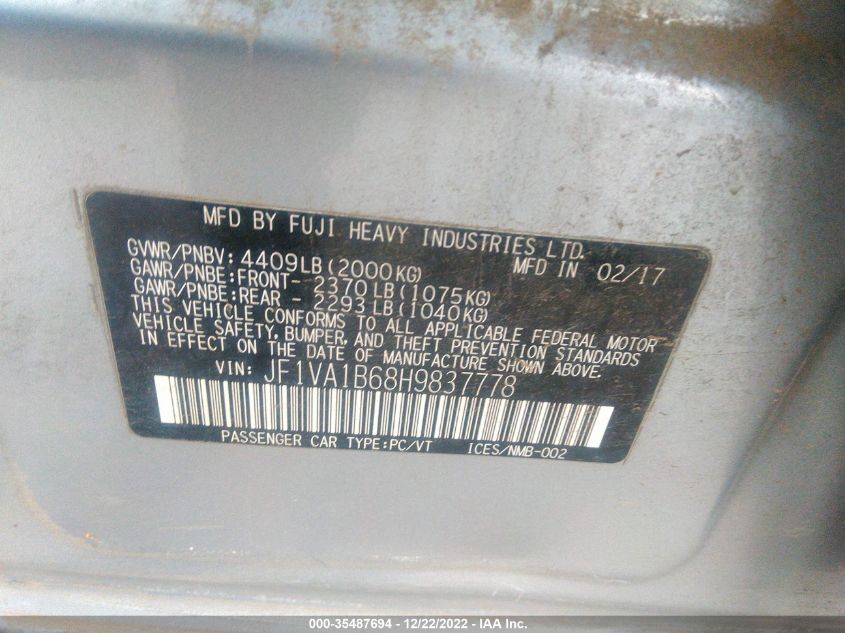 MFD BY FUJI HEAVY INDUSTRIES LTD.
GVWR/PNBV: 4409LB(2000KG) MFD IN 02/17
GAWR/PNBE:FRONT- 2370LB(1075KG)
GAWR/PNBE:REAR - 2293LB(1040KG)
THIS VEHICLE CONFORMS TO ALL APPLICABLE FEDERAL MOTOR
VEHICLE SAFETY, BUMPER, AND THEFT PREVENTION STANDARDS
IN EFFECT ON THE DATE OF MANUFACTURE SHOWN ABOVE.
VIN: JF1VA1B68H9837778
PASSENGER CAR TYPE:PC/VT ICES/NMB-002
000-35487694 - 12/22/2022 - IAA Inc.